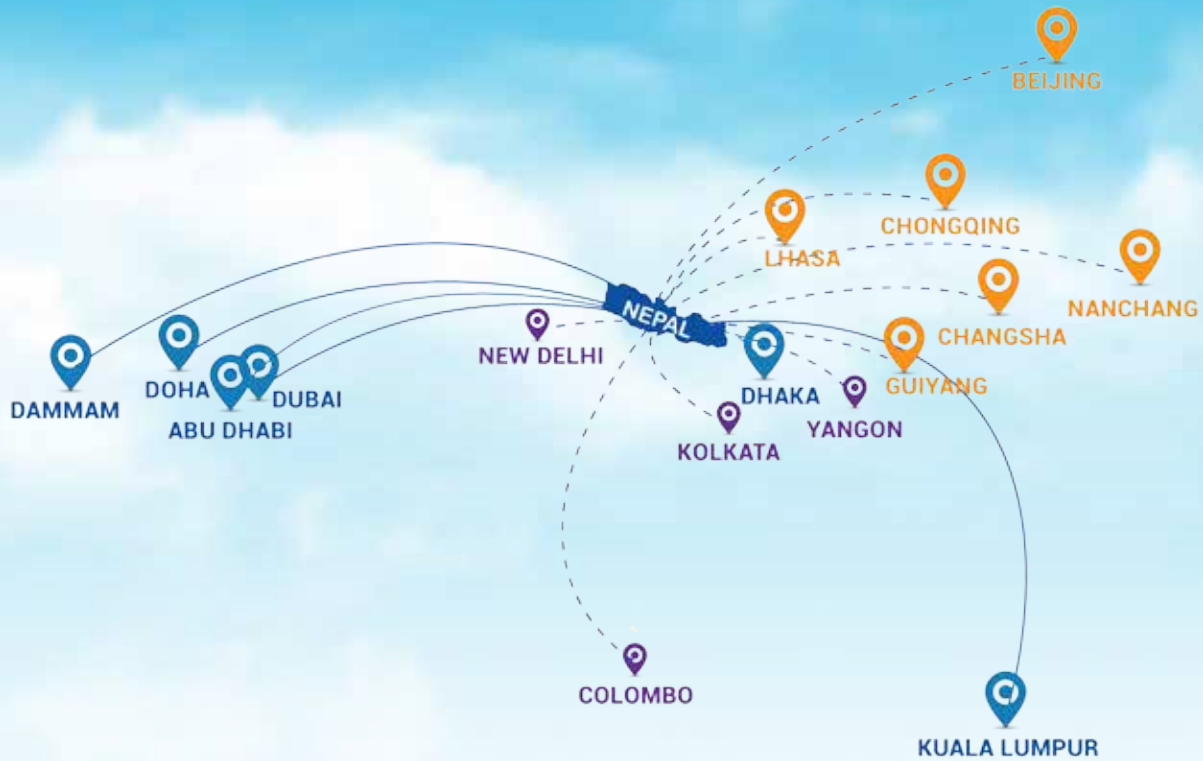 BEIJING
CHONGQING
LHASA
NANCHANG
NEPAL
CHANGSHA
NEW DELHI
GUIYANG
DOHA
DHAKA
DUBAI
DAMMAM
ABU DHABI
YANGON
KOLKATA
COLOMBO
KUALA LUMPUR